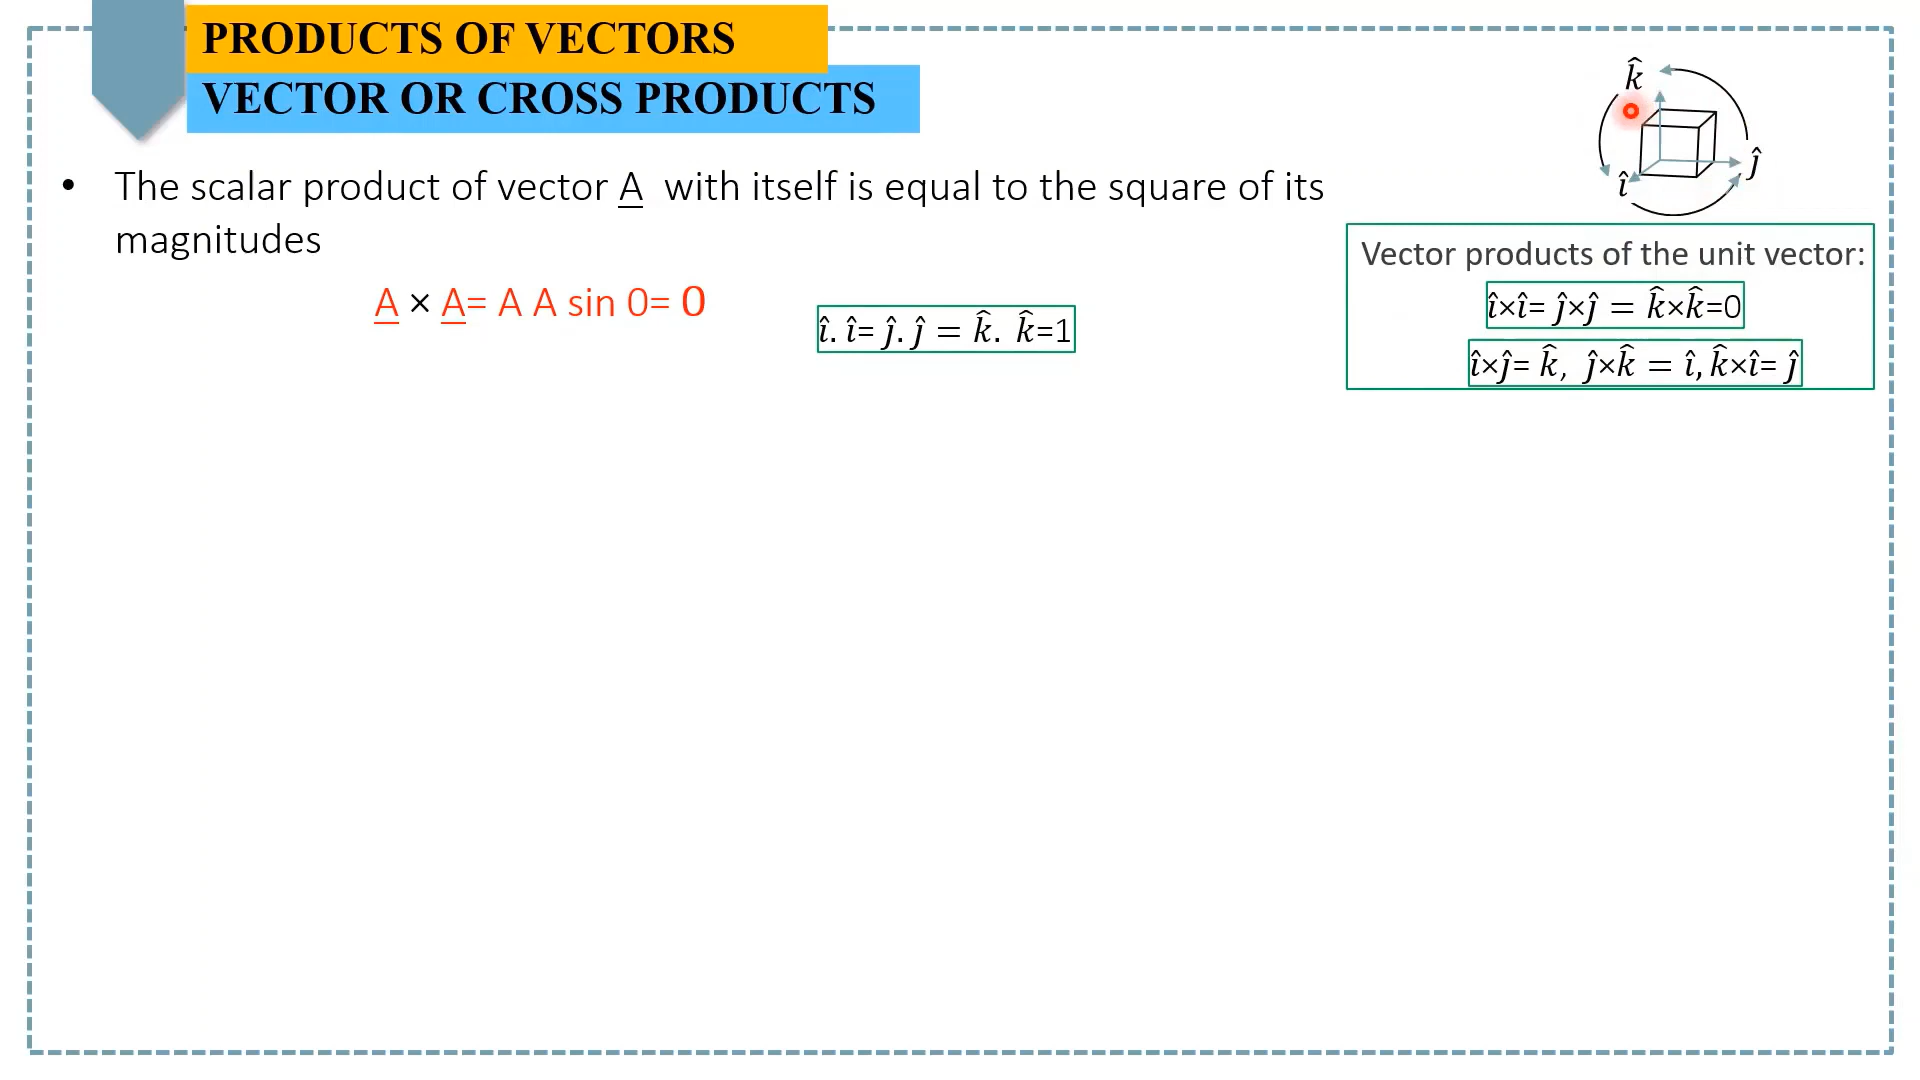 PRODUCTS OF VECTORS
VECTOR OR CROSS PRODUCTS
• The scalar product of vector A with itself is equal to the square of its
magnitudes
A × A= A A sin 0= 0
î. î= ĵ. ĵ = k̂. k̂=1
k̂
ĵ
î
Vector products of the unit vector:
î×î= ĵ×ĵ = k̂×k̂=0
î×ĵ= k̂, ĵ×k̂ = î, k̂×î= ĵ